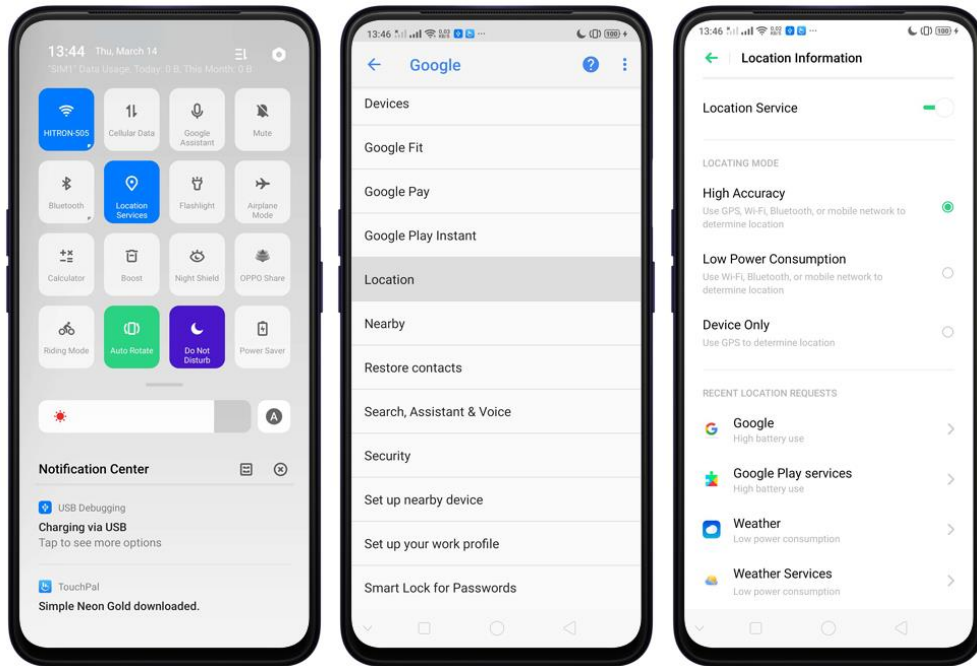 13:44 Thu, March 14
"SIM1" Data Usage: Today: 0 B, This Month: 0 B
HITRON-505
Cellular Data
Google
Assistant
Mute
Bluetooth
Location
Services
Flashlight
Airplane
Mode
Calculator
Boost
Night Shield
OPPO Share
Riding Mode
Auto Rotate
Do Not
Disturb
Power Saver
A
Notification Center
USB Debugging
Charging via USB
Tap to see more options
TouchPal
Simple Neon Gold downloaded.
13:46
100
Google
Devices
Google Fit
Google Pay
Google Play Instant
Location
Nearby
Restore contacts
Search, Assistant & Voice
Security
Set up nearby device
Set up your work profile
Smart Lock for Passwords
13:46
100
Location Information
Location Service
LOCATING MODE
High Accuracy
Use GPS, Wi-Fi, Bluetooth, or mobile network to
determine location
Low Power Consumption
Use Wi-Fi, Bluetooth, or mobile network to
determine location
Device Only
Use GPS to determine location
RECENT LOCATION REQUESTS
Google
High battery use
Google Play services
High battery use
Weather
Low power consumption
Weather Services
Low power consumption